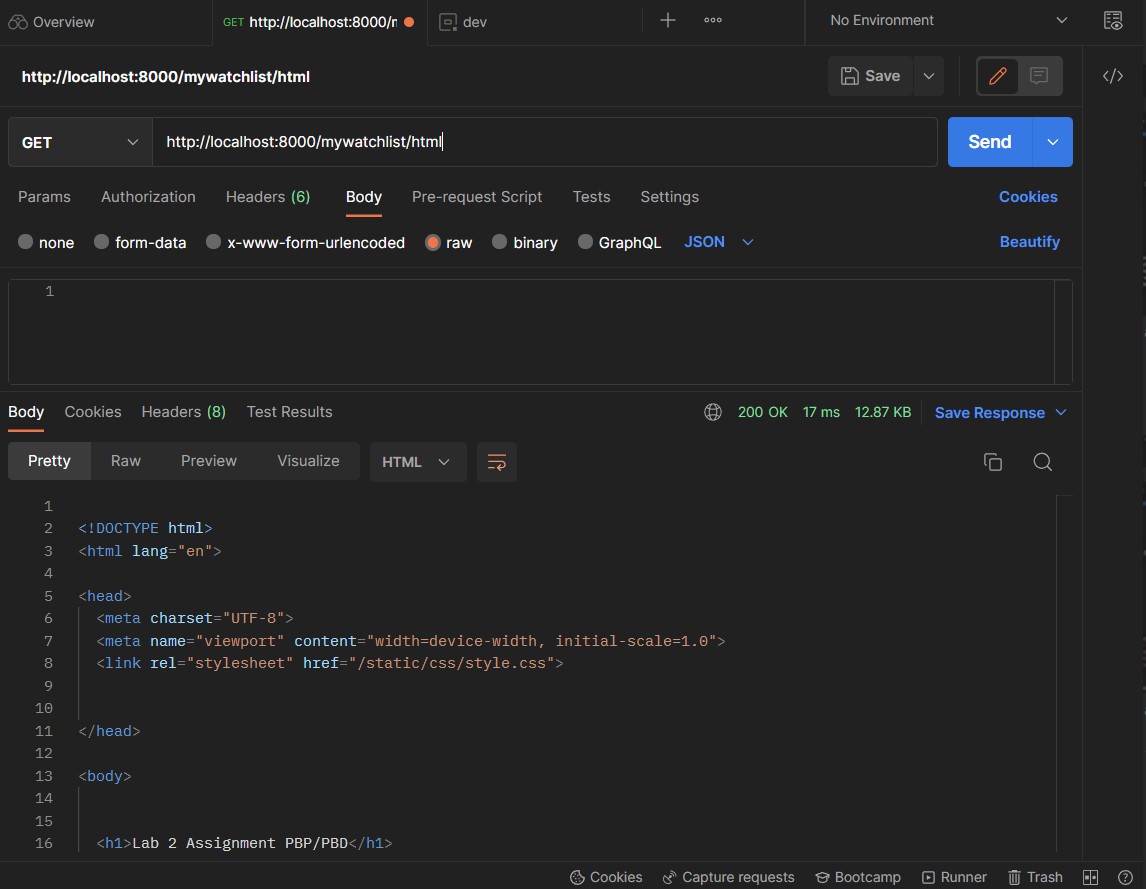 Overview
GET http://localhost:8000/r
dev
No Environment
http://localhost:8000/mywatchlist/html
Save
GET
http://localhost:8000/mywatchlist/html
Send
Params Authorization Headers (6) Body Pre-request Script Tests Settings Cookies
none form-data x-www-form-urlencoded raw binary GraphQL JSON Beautify
1
Body Cookies Headers (8) Test Results 200 OK 17 ms 12.87 KB Save Response
Pretty Raw Preview Visualize HTML
1
2 <!DOCTYPE html>
3 <html lang="en">
4
5 <head>
6 <meta charset="UTF-8">
7 <meta name="viewport" content="width=device-width, initial-scale=1.0">
8 <link rel="stylesheet" href="/static/css/style.css">
9
10
11 </head>
12
13 <body>
14
15
16 <h1>Lab 2 Assignment PBP/PBD</h1>
Cookies Capture requests Bootcamp Runner Trash